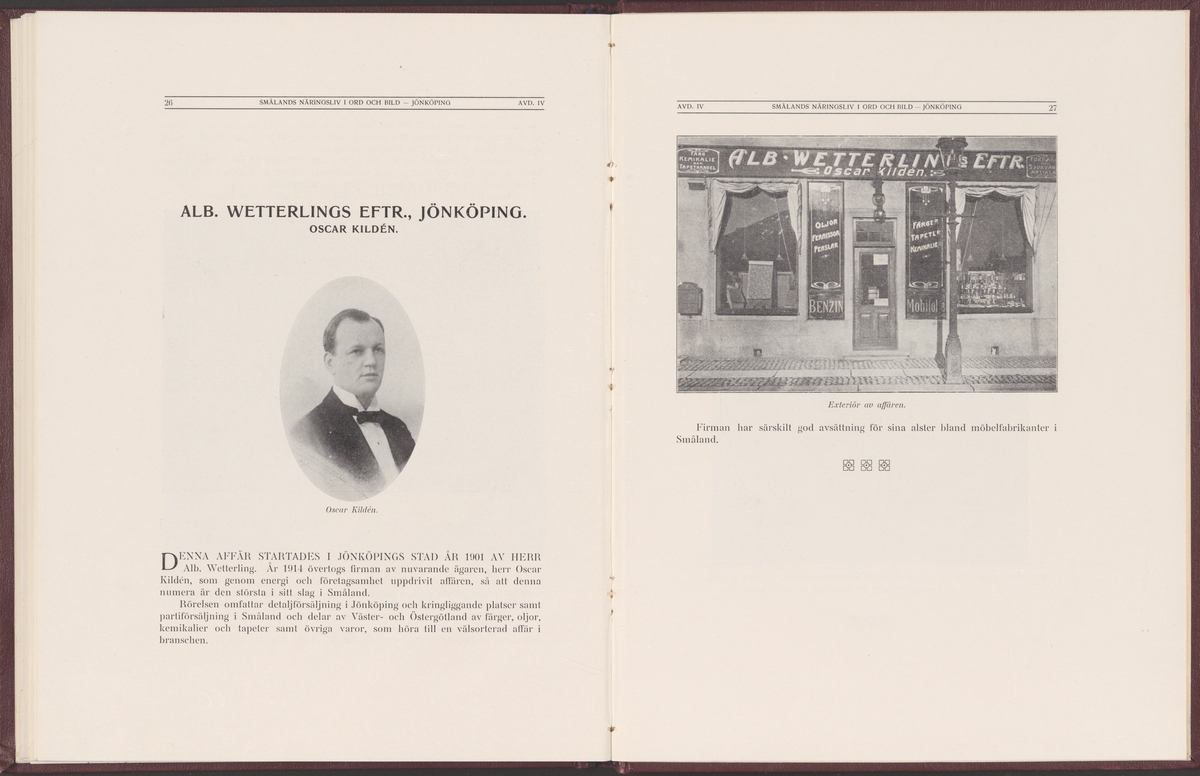 26 SMÅLANDS NÄRINGSLIV I ORD OCH BILD — JÖNKÖPING AVD. IV
ALB. WETTERLINGS EFTR., JÖNKÖPING.
OSCAR KILDÉN.
Oscar Kildén.
DENNA AFFÄR STARTADES I JÖNKÖPINGS STAD ÅR 1901 AV HERR
Alb. Wetterling. År 1914 övertogs firman av nuvarande ägaren, herr Oscar
Kildén, som genom energi och företagsamhet uppdrivit affären, så att denna
numera är den största i sitt slag i Småland.
Rörelsen omfattar detaljförsäljning i Jönköping och kringliggande platser samt
partiförsäljning i Småland och delar av Väster- och Östergötland av färger, oljor,
kemikalier och tapeter samt övriga varor, som höra till en välsorterad affär i
branschen.
AVD. IV SMÅLANDS NÄRINGSLIV I ORD OCH BILD — JÖNKÖPING 27
FÄRG
KEMIKALIE
TAPETHANDEL
ALB. WETTERLINGS EFTR.
Oscar Kildén.
OLJOR
FERNISSOR
PENSLAR
BENZIN
FÄRGER
TAPETER
KEMIKALIER
Mobilol
Exteriör av affären.
Firman har särskilt god avsättning för sina alster bland möbelfabrikanter i
Småland.